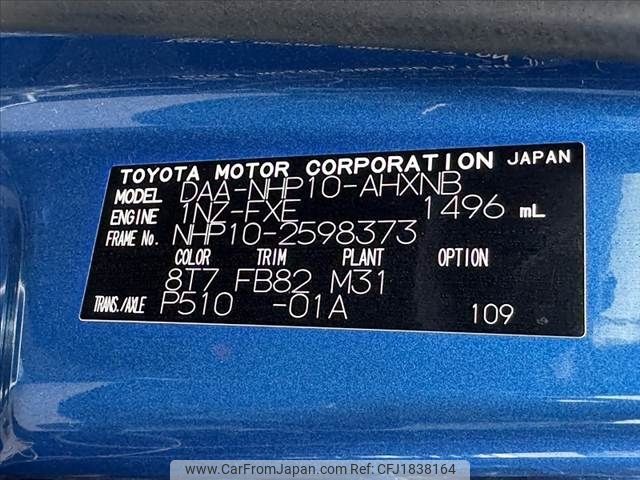 TOYOTA MOTOR CORPORATION JAPAN
MODEL DAA-NHP10-AHXNB
ENGINE 1NZ-FXE 1496 mL
FRAME No. NHP10-2598373
COLOR TRIM PLANT OPTION
8T7 FB82 M31
TRANS./AXLE P510 -01A 109
www.CarFromJapan.com REF No. CFJ1838164